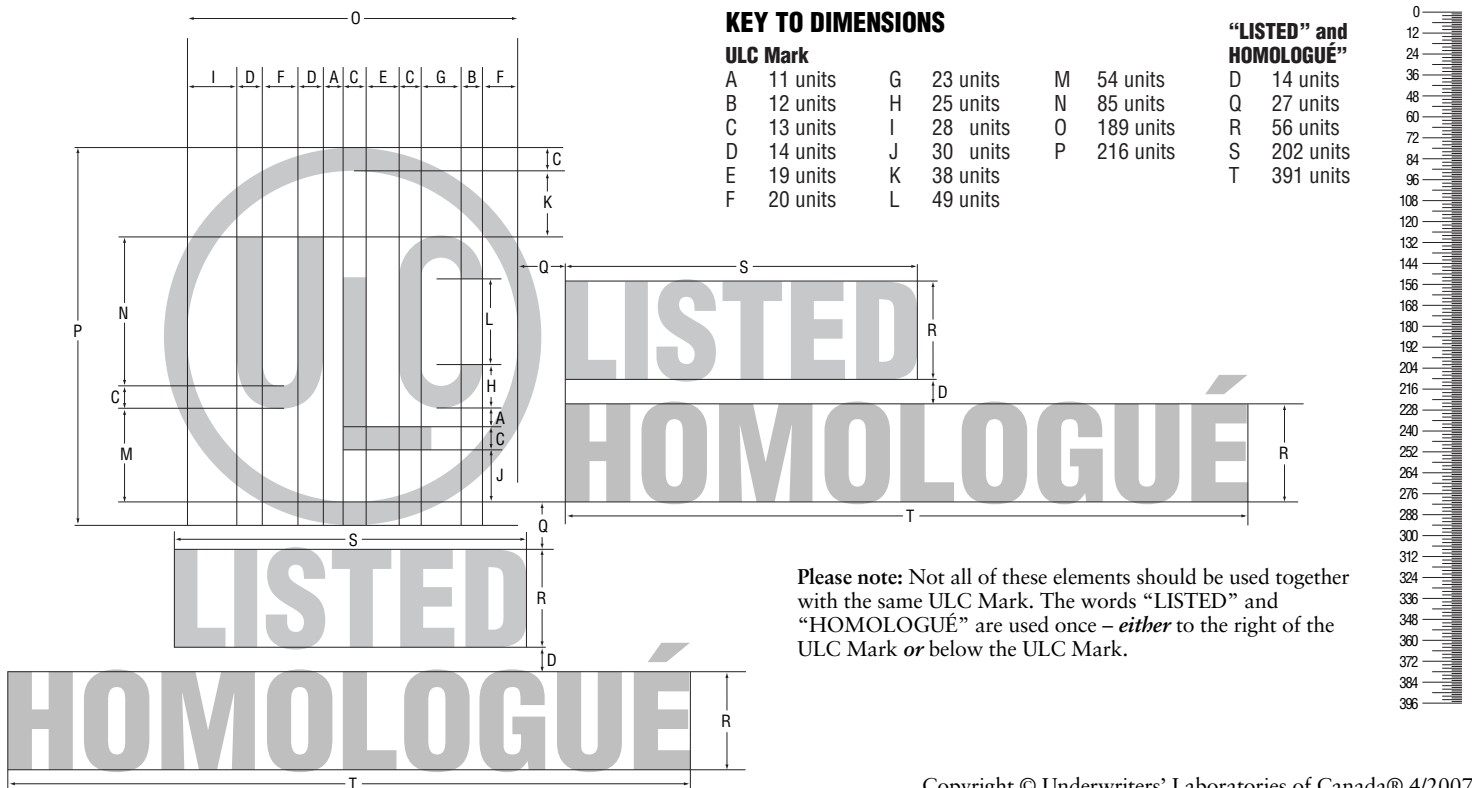 O
I D F D A C E C G B F
C
K
N
P
L
H
C
A
C
M
J
ULC
Q
S
LISTED
R
D
HOMOLOGUÉ
R
T
Q
S
LISTED
R
D
HOMOLOGUÉ
R
T
KEY TO DIMENSIONS
ULC Mark
A 11 units G 23 units M 54 units
B 12 units H 25 units N 85 units
C 13 units I 28 units O 189 units
D 14 units J 30 units P 216 units
E 19 units K 38 units
F 20 units L 49 units
“LISTED” and
HOMOLOGUÉ”
D 14 units
Q 27 units
R 56 units
S 202 units
T 391 units
Please note: Not all of these elements should be used together
with the same ULC Mark. The words “LISTED” and
“HOMOLOGUÉ” are used once – either to the right of the
ULC Mark or below the ULC Mark.
0
12
24
36
48
60
72
84
96
108
120
132
144
156
168
180
192
204
216
228
240
252
264
276
288
300
312
324
336
348
360
372
384
396
Copyright © Underwriters’ Laboratories of Canada® 4/2007